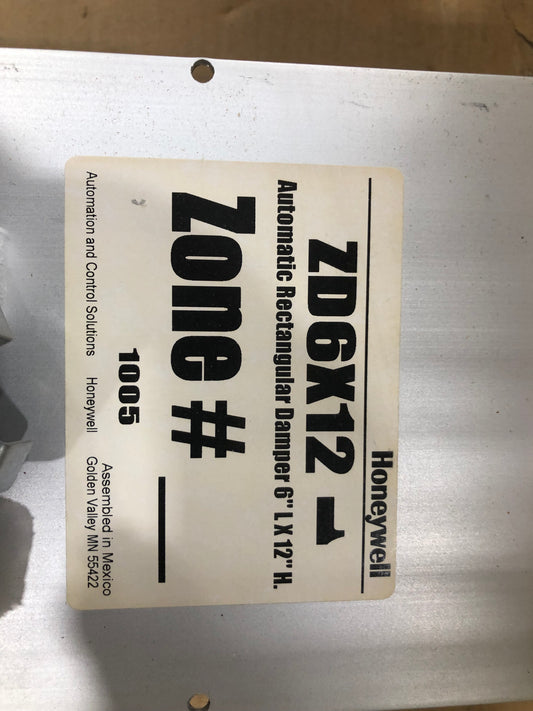 Honeywell
ZD6X12
Automatic Rectangular Damper 6" L X 12" H.
Zone # ____
1005
Assembled in Mexico
Automation and Control Solutions Honeywell Golden Valley MN 55422